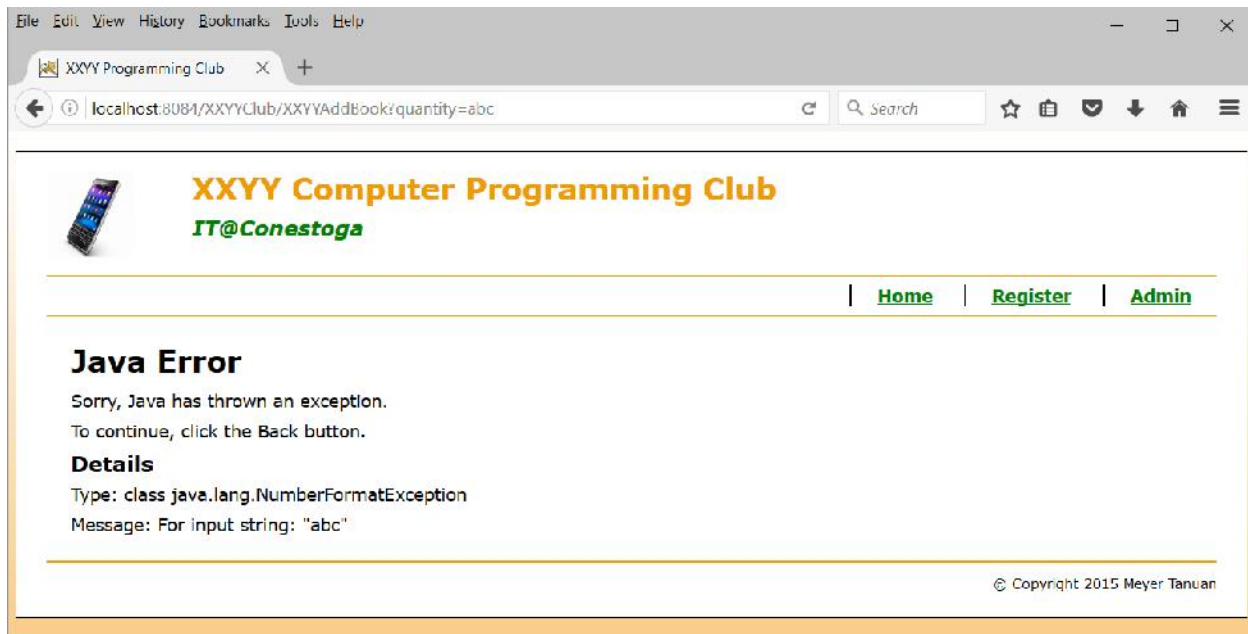 File Edit View History Bookmarks Tools Help
XXYY Programming Club
localhost:8084/XXYYClub/XXYYAddBook?quantity=abc
Search
XXYY Computer Programming Club
IT@Conestoga
Home Register Admin
Java Error
Sorry, Java has thrown an exception.
To continue, click the Back button.
Details
Type: class java.lang.NumberFormatException
Message: For input string: "abc"
© Copyright 2015 Meyer Tanuan